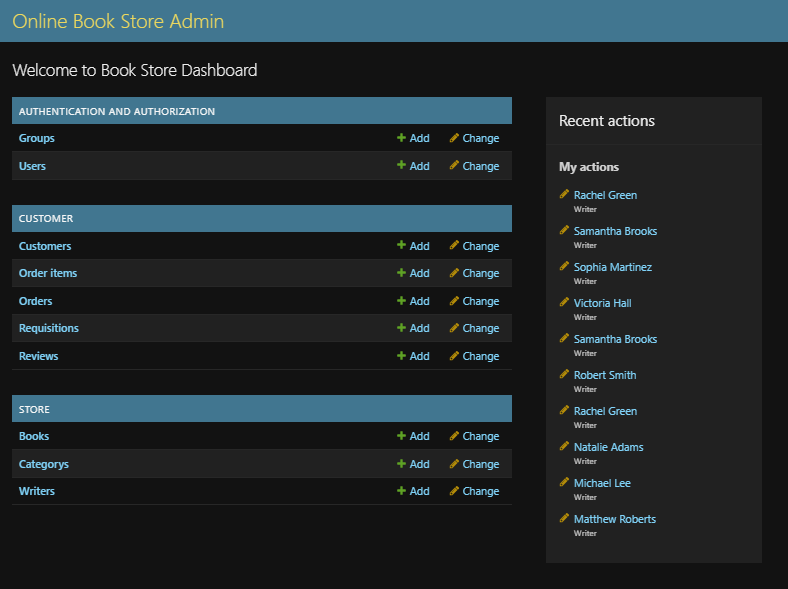 Online Book Store Admin
Welcome to Book Store Dashboard
AUTHENTICATION AND AUTHORIZATION
Groups Add Change
Users Add Change
CUSTOMER
Customers Add Change
Order items Add Change
Orders Add Change
Requisitions Add Change
Reviews Add Change
STORE
Books Add Change
Categorys Add Change
Writers Add Change
Recent actions
My actions
Rachel Green
Writer
Samantha Brooks
Writer
Sophia Martinez
Writer
Victoria Hall
Writer
Samantha Brooks
Writer
Robert Smith
Writer
Rachel Green
Writer
Natalie Adams
Writer
Michael Lee
Writer
Matthew Roberts
Writer